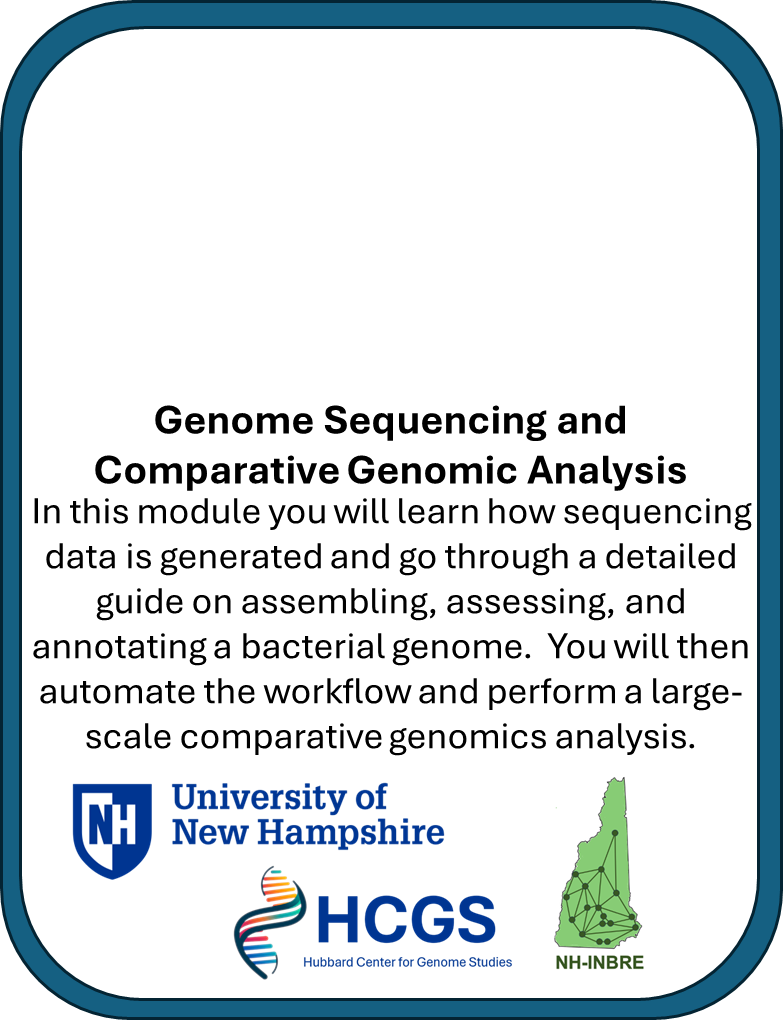 Genome Sequencing and
Comparative Genomic Analysis
In this module you will learn how sequencing
data is generated and go through a detailed
guide on assembling, assessing, and
annotating a bacterial genome.  You will then
automate the workflow and perform a large-
scale comparative genomics analysis.
NH
University of
New Hampshire
HCGS
Hubbard Center for Genome Studies
NH-INBRE